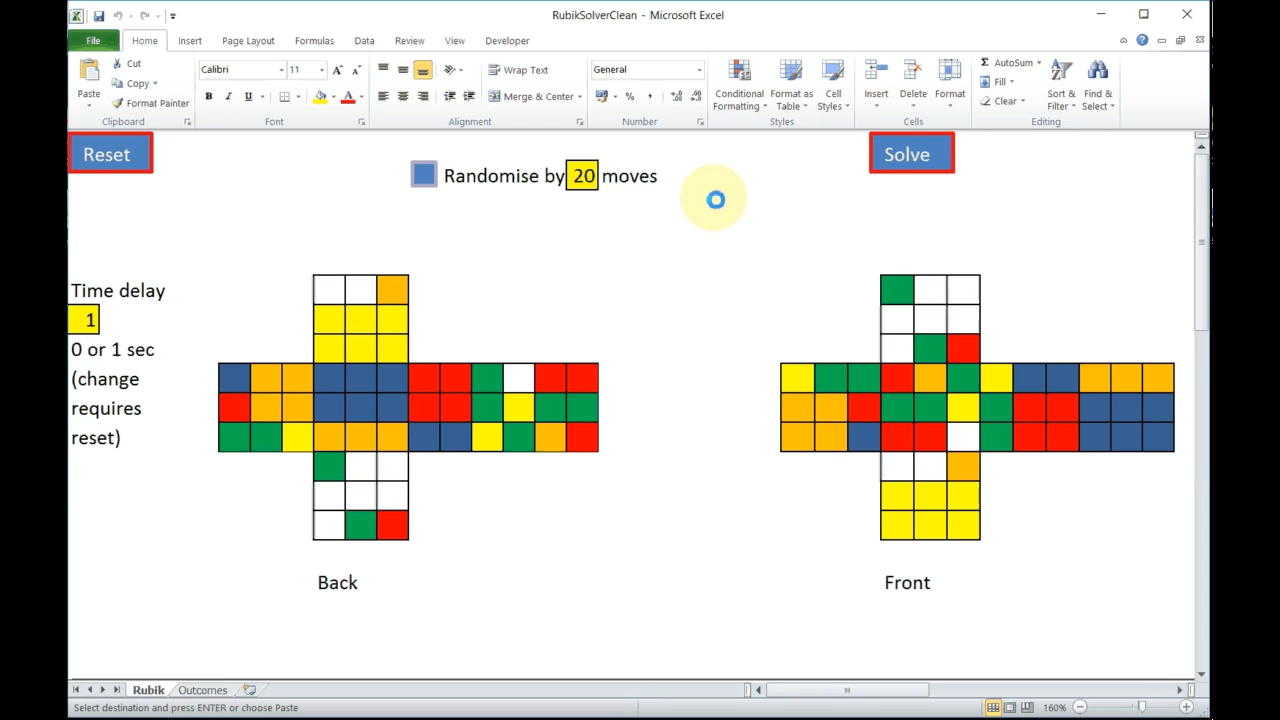 RubikSolverClean - Microsoft Excel
File Home Insert Page Layout Formulas Data Review View Developer
Paste
Cut
Copy
Format Painter
Clipboard
Calibri 11
B I U
Font
Wrap Text
Merge & Center
Alignment
General
%
Number
Conditional Formatting
Format as Table
Cell Styles
Styles
Insert
Delete
Format
Cells
AutoSum
Fill
Clear
Sort & Filter
Find & Select
Editing
Reset
Randomise by 20 moves
Solve
Time delay
1
0 or 1 sec
(change
requires
reset)
Back
Front
Rubik Outcomes
Select destination and press ENTER or choose Paste
160%